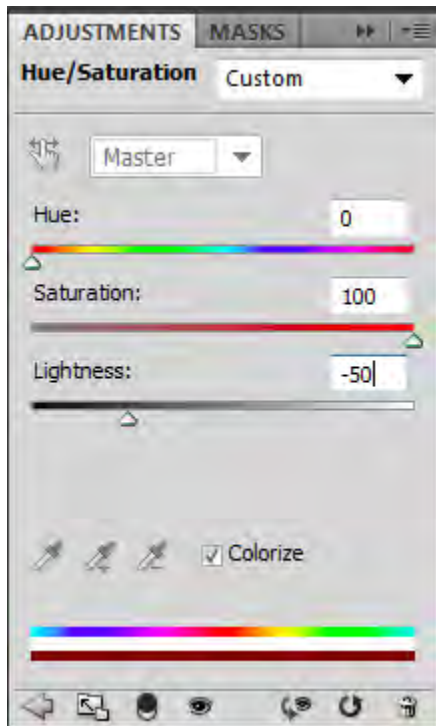 ADJUSTMENTS MASKS
Hue/Saturation Custom
Master
Hue: 0
Saturation: 100
Lightness: -50
Colorize